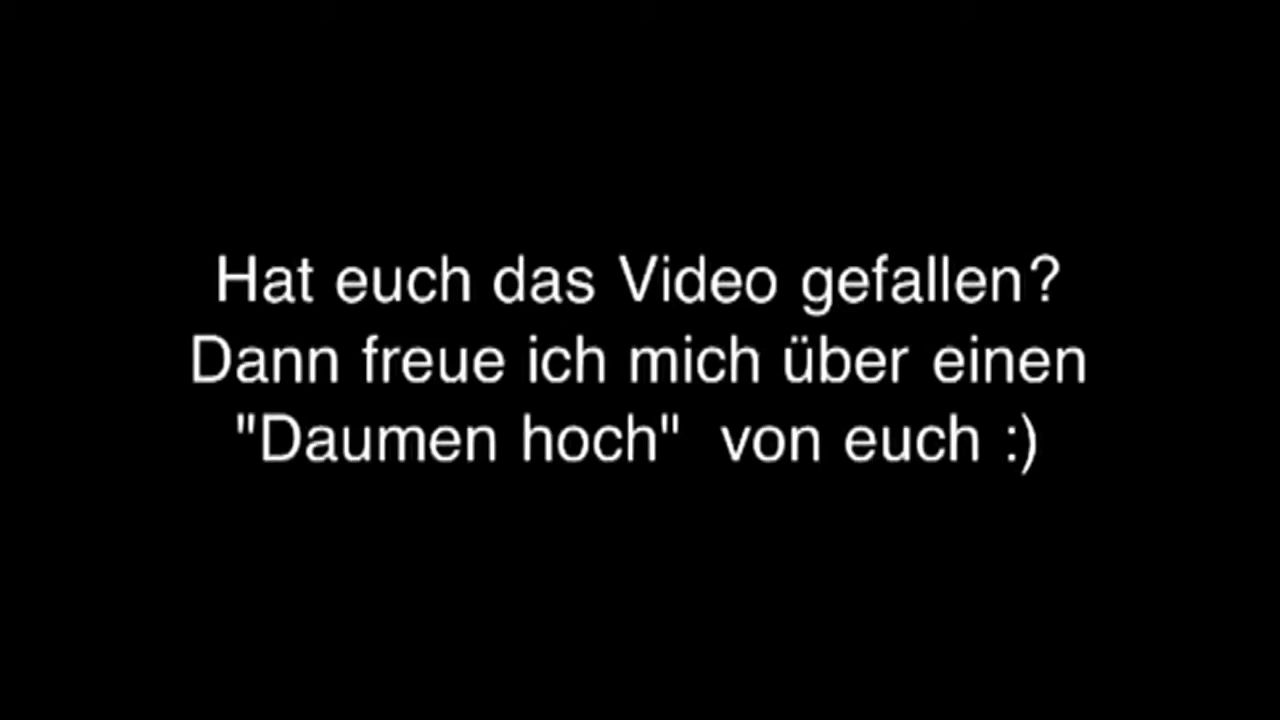 Hat euch das Video gefallen?
Dann freue ich mich über einen
"Daumen hoch"  von euch :)